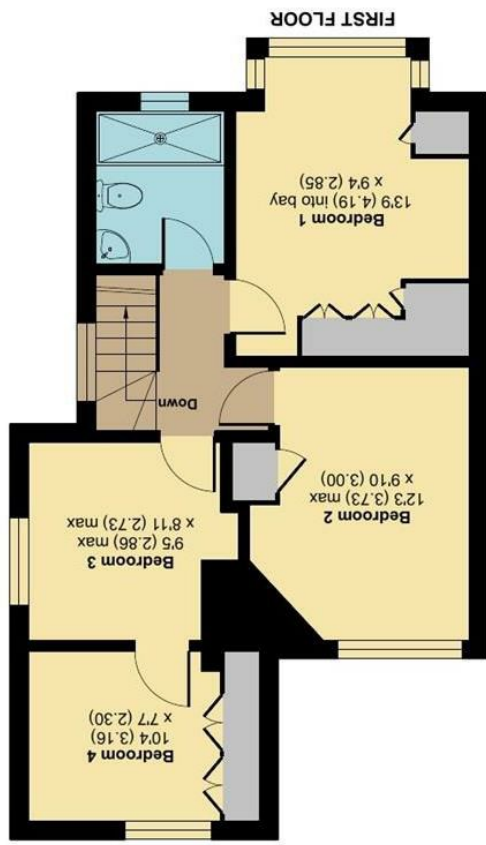 Bedroom 4
10'4 (3.16)
x 7'7 (2.30)
Bedroom 3
9'5 (2.86) max
x 8'11 (2.73) max
Bedroom 2
12'3 (3.73) max
x 9'10 (3.00)
Down
Bedroom 1
13'9 (4.19) into bay
x 9'4 (2.85)
FIRST FLOOR